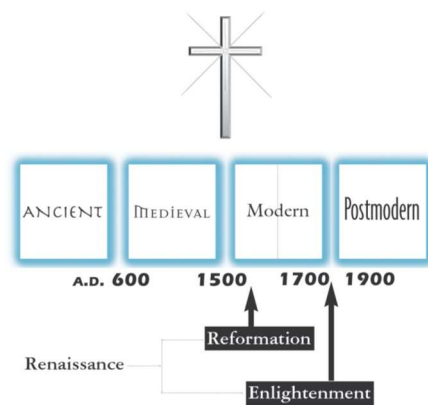 ANCIENT MEDIEVAL Modern Postmodern
A.D. 600 1500 1700 1900
Reformation
Renaissance
Enlightenment